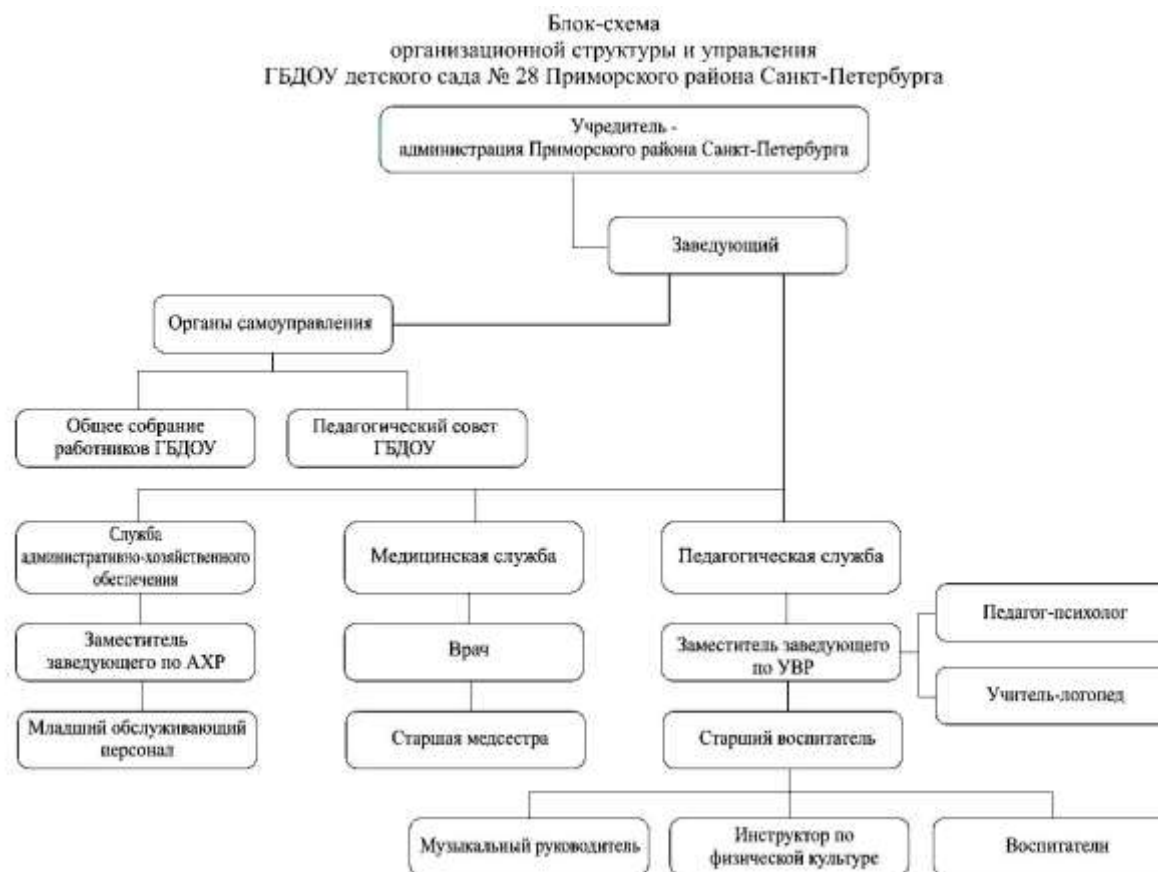 Блок-схема
организационной структуры и управления
ГБДОУ детского сада № 28 Приморского района Санкт-Петербурга
Учредитель -
администрация Приморского района Санкт-Петербурга
Заведующий
Органы самоуправления
Общее собрание
работников ГБДОУ
Педагогический совет
ГБДОУ
Служба
административно-хозяйственного
обеспечения
Медицинская служба
Педагогическая служба
Педагог-психолог
Заместитель
заведующего по АХР
Врач
Заместитель заведующего
по УВР
Учитель-логопед
Младший обслуживающий
персонал
Старшая медсестра
Старший воспитатель
Музыкальный руководитель
Инструктор по
физической культуре
Воспитатели